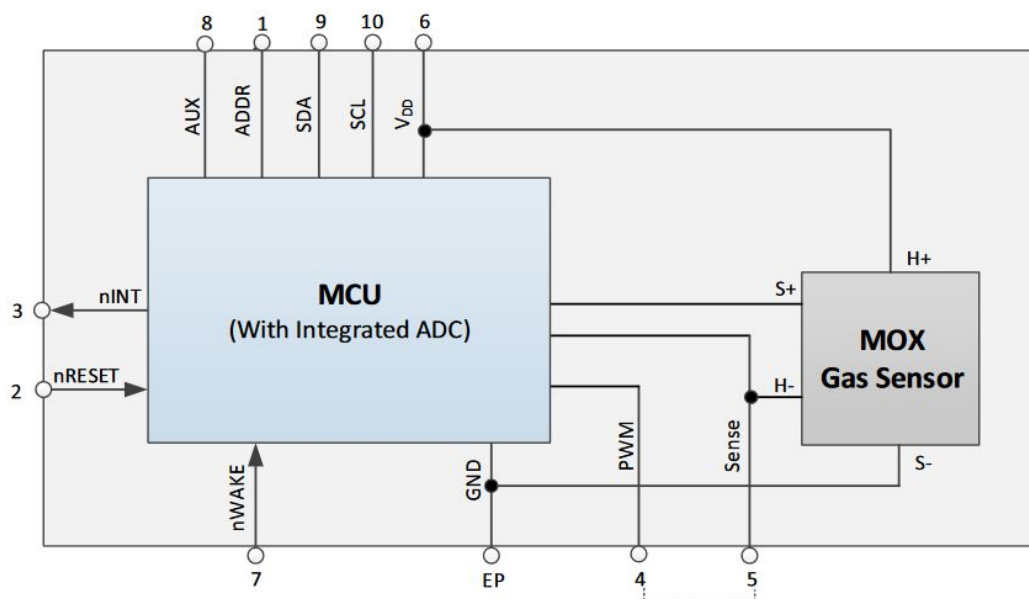 8 1 9 10 6
AUX
ADDR
SDA
SCL
VDD
H+
MCU
(With Integrated ADC)
S+
MOX
Gas Sensor
H-
S-
3
nINT
2
nRESET
nWAKE
GND
PWM
Sense
7 EP 4 5